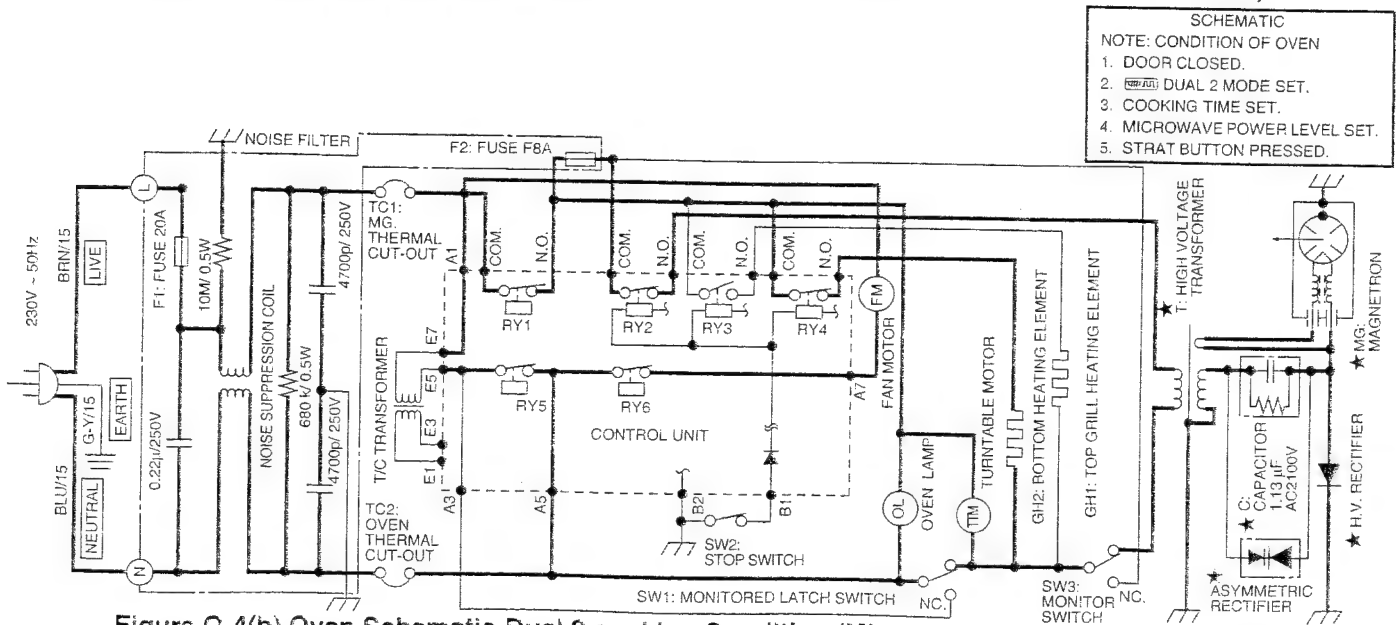 SCHEMATIC
NOTE: CONDITION OF OVEN
1. DOOR CLOSED.
2. DUAL 2 MODE SET.
3. COOKING TIME SET.
4. MICROWAVE POWER LEVEL SET.
5. STRAT BUTTON PRESSED.
NOISE FILTER
F2: FUSE F8A
230V ~ 50Hz
BRN/15
LIVE
L
F1: FUSE 20A
10M/ 0.5W
NOISE SUPPRESSION COIL
680 k/ 0.5W
4700p/ 250V
4700p/ 250V
0.22µ/250V
G-Y/15
EARTH
BLU/15
NEUTRAL
N
TC1:
MG.
THERMAL
CUT-OUT
TC2:
OVEN
THERMAL
CUT-OUT
T/C TRANSFORMER
A1
E7
E5
E3
E1
A3
A5
A7
B2
B1
COM.
N.O.
COM.
N.O.
COM.
N.O.
COM.
N.O.
RY1
RY2
RY3
RY4
RY5
RY6
CONTROL UNIT
SW2:
STOP SWITCH
FM
FAN MOTOR
OL
OVEN LAMP
TM
TURNTABLE MOTOR
GH2: BOTTOM HEATING ELEMENT
GH1: TOP GRILL HEATING ELEMENT
SW1: MONITORED LATCH SWITCH
NC.
SW3:
MONITOR
SWITCH
NC.
★ T: HIGH VOLTAGE
TRANSFORMER
★ MG:
MAGNETRON
★ C:
CAPACITOR
1.13 µF
AC2100V
★ H.V. RECTIFIER
★
ASYMMETRIC
RECTIFIER